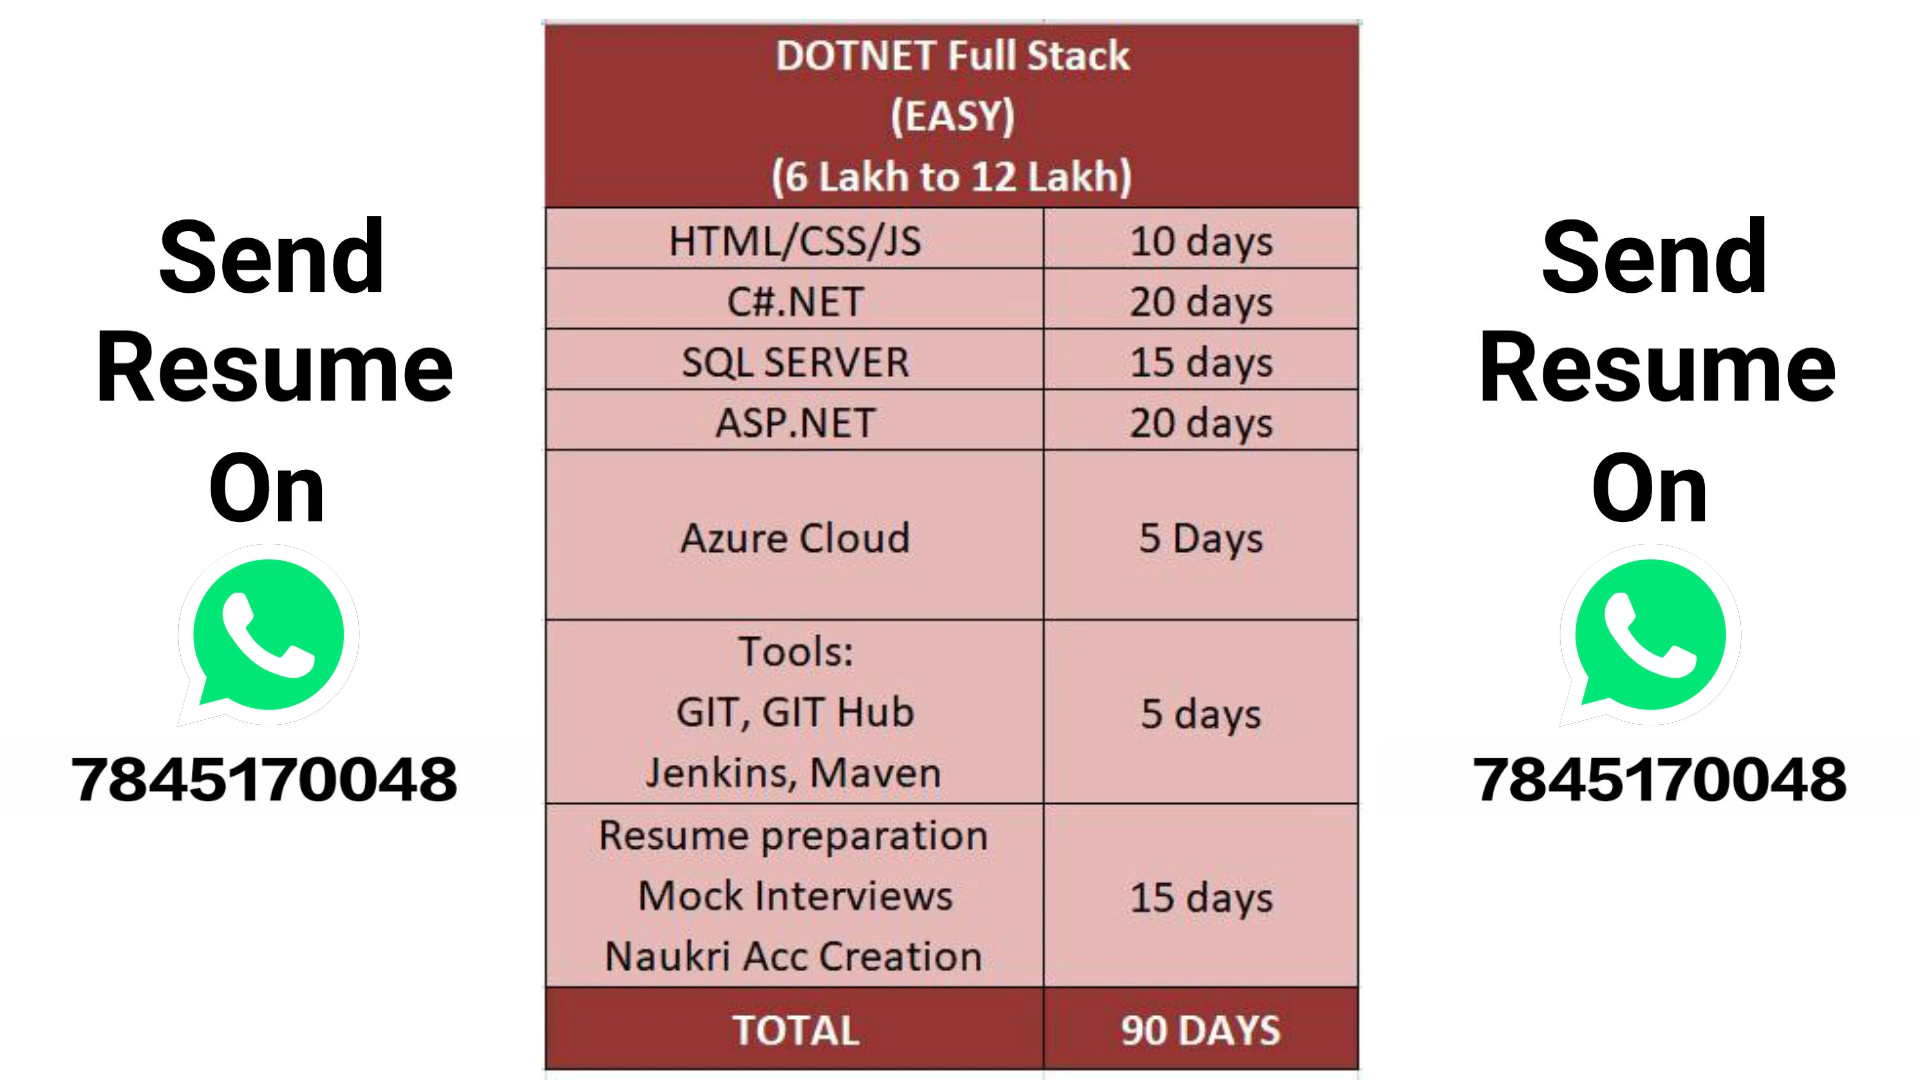 Send
Resume
On
7845170048
DOTNET Full Stack
(EASY)
(6 Lakh to 12 Lakh)
HTML/CSS/JS 10 days
C#.NET 20 days
SQL SERVER 15 days
ASP.NET 20 days
Azure Cloud 5 Days
Tools:
GIT, GIT Hub 5 days
Jenkins, Maven
Resume preparation
Mock Interviews 15 days
Naukri Acc Creation
TOTAL 90 DAYS
Send
Resume
On
7845170048